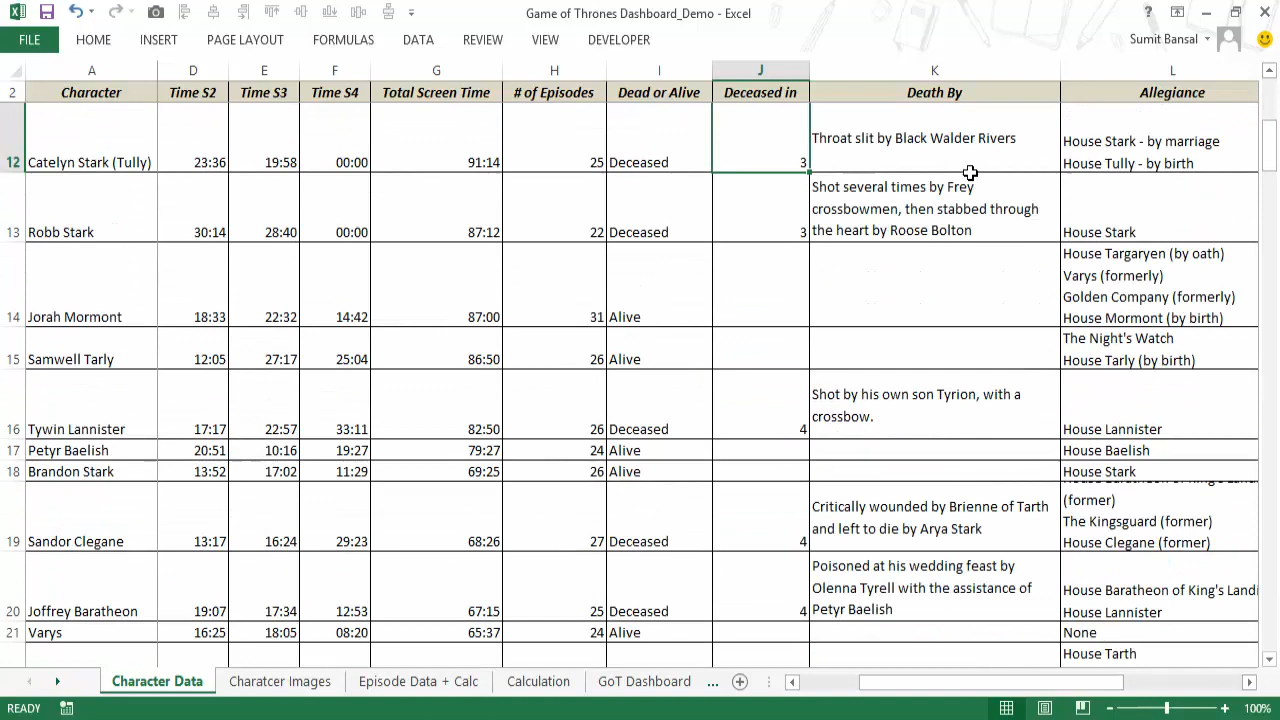 Game of Thrones Dashboard_Demo - Excel
FILE HOME INSERT PAGE LAYOUT FORMULAS DATA REVIEW VIEW DEVELOPER Sumit Bansal
A D E F G H I J K L
2 Character Time S2 Time S3 Time S4 Total Screen Time # of Episodes Dead or Alive Deceased in Death By Allegiance
Throat slit by Black Walder Rivers House Stark - by marriage
12 Catelyn Stark (Tully) 23:36 19:58 00:00 91:14 25 Deceased 3 House Tully - by birth
Shot several times by Frey
crossbowmen, then stabbed through
13 Robb Stark 30:14 28:40 00:00 87:12 22 Deceased 3 the heart by Roose Bolton House Stark
House Targaryen (by oath)
Varys (formerly)
Golden Company (formerly)
14 Jorah Mormont 18:33 22:32 14:42 87:00 31 Alive House Mormont (by birth)
The Night's Watch
15 Samwell Tarly 12:05 27:17 25:04 86:50 26 Alive House Tarly (by birth)
Shot by his own son Tyrion, with a
crossbow.
16 Tywin Lannister 17:17 22:57 33:11 82:50 26 Deceased 4 House Lannister
17 Petyr Baelish 20:51 10:16 19:27 79:27 24 Alive House Baelish
18 Brandon Stark 13:52 17:02 11:29 69:25 26 Alive House Stark
(former)
Critically wounded by Brienne of Tarth
and left to die by Arya Stark The Kingsguard (former)
19 Sandor Clegane 13:17 16:24 29:23 68:26 27 Deceased 4 House Clegane (former)
Poisoned at his wedding feast by
Olenna Tyrell with the assistance of House Baratheon of King's Landi
20 Joffrey Baratheon 19:07 17:34 12:53 67:15 25 Deceased 4 Petyr Baelish House Lannister
21 Varys 16:25 18:05 08:20 65:37 24 Alive None
House Tarth
Character Data Charatcer Images Episode Data + Calc Calculation GoT Dashboard ...
READY 100%